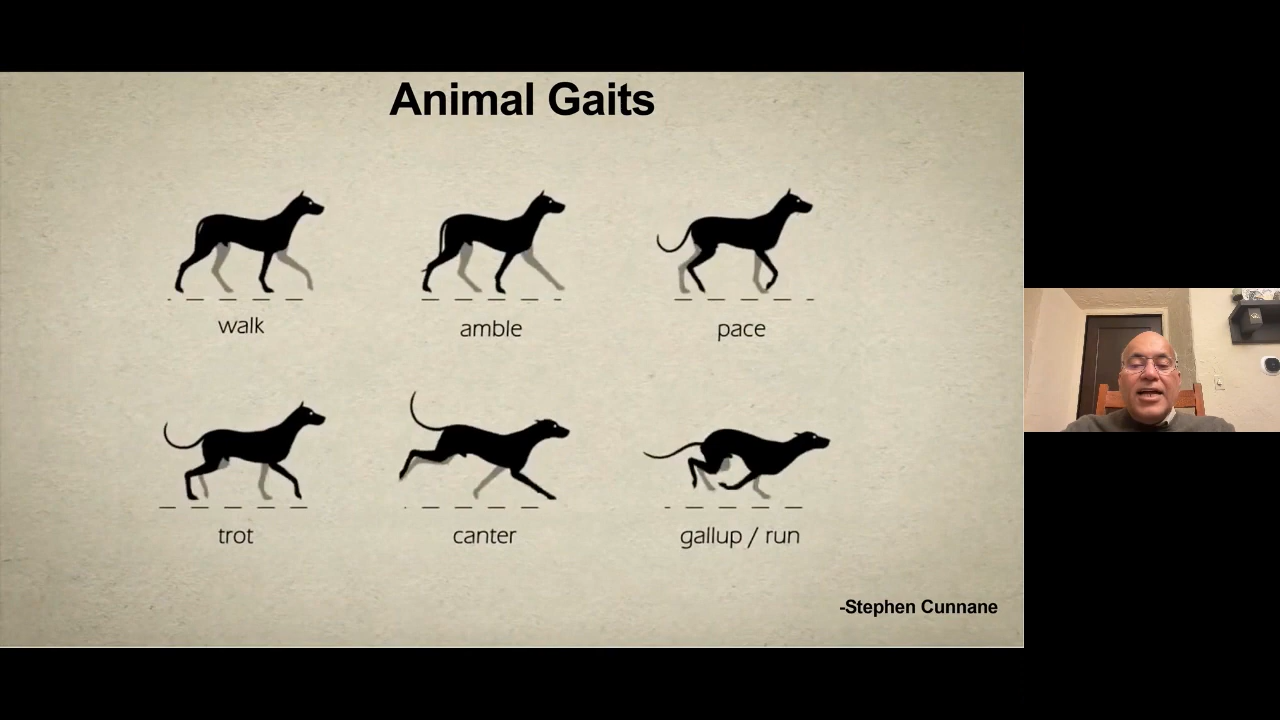 Animal Gaits
walk
amble
pace
trot
canter
gallup / run
-Stephen Cunnane